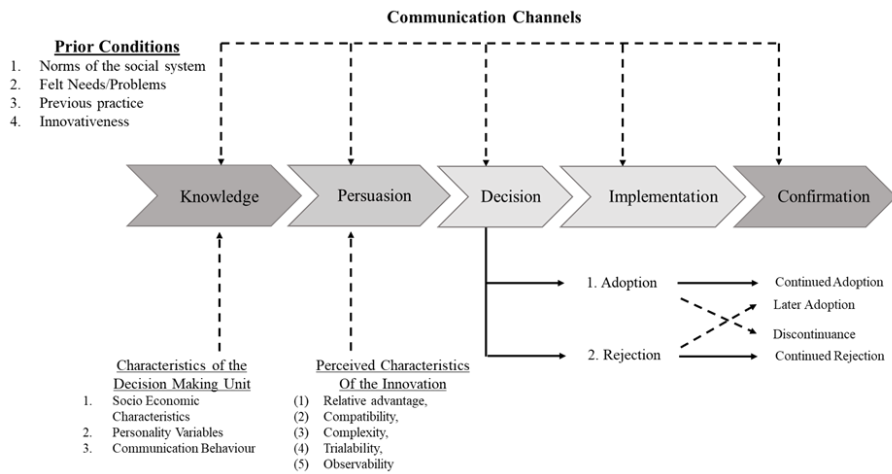 Communication Channels
Prior Conditions
1. Norms of the social system
2. Felt Needs/Problems
3. Previous practice
4. Innovativeness
Knowledge
Persuasion
Decision
Implementation
Confirmation
1. Adoption
Continued Adoption
Later Adoption
Discontinuance
2. Rejection
Continued Rejection
Characteristics of the
Decision Making Unit
1. Socio Economic
Characteristics
2. Personality Variables
3. Communication Behaviour
Perceived Characteristics
Of the Innovation
(1) Relative advantage,
(2) Compatibility,
(3) Complexity,
(4) Trialability,
(5) Observability